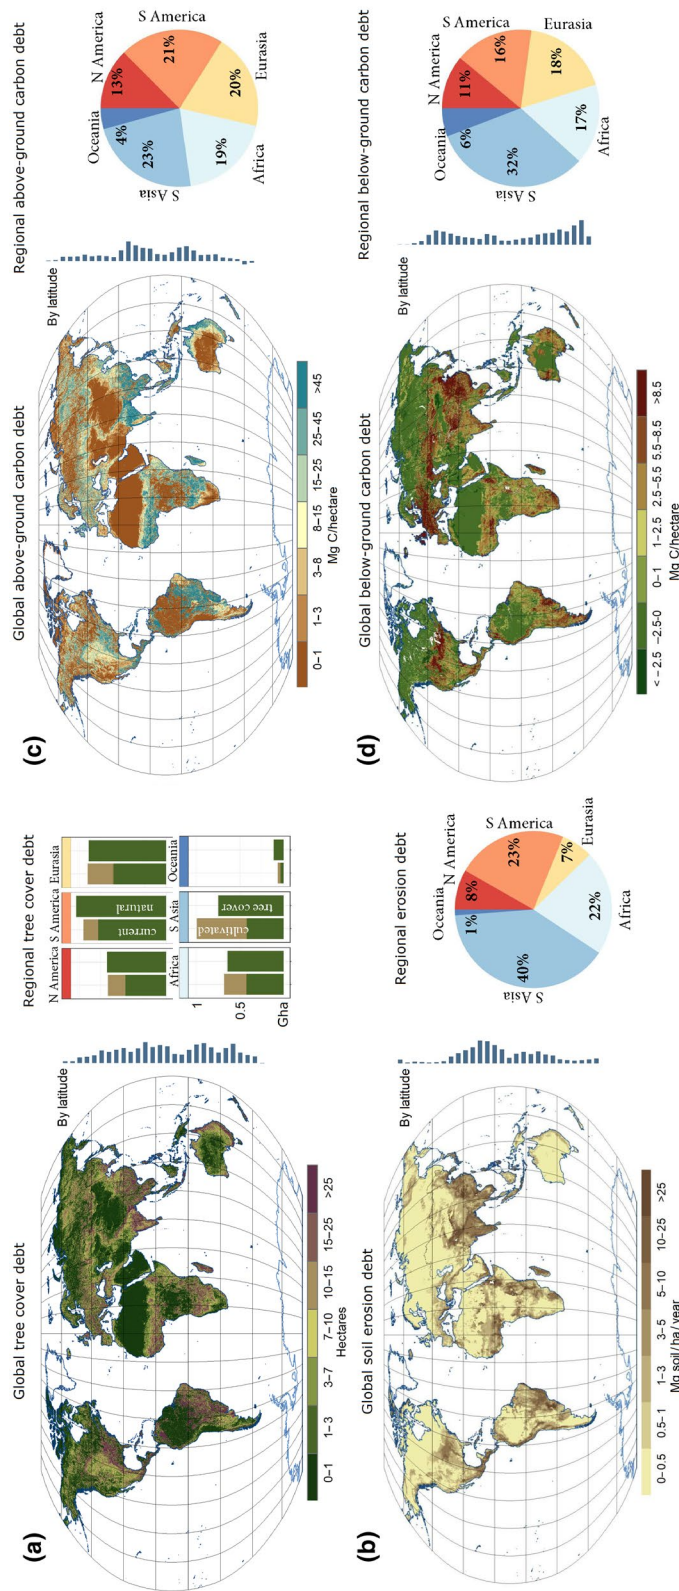 (a)
Global tree cover debt
By latitude
0–1
1–3
3–7
7–10
10–15
15–25
>25
Hectares
Regional tree cover debt
N America
S America
Eurasia
current
natural
Africa
S Asia
Oceania
cultivated
tree cover
1
0.5
Gha
(b)
Global soil erosion debt
By latitude
0–0.5
0.5–1
1–3
3–5
5–10
10–25
>25
Mg soil/ha/year
Regional erosion debt
Oceania
N America
S America
Eurasia
Africa
S Asia
1%
8%
23%
7%
22%
40%
(c)
Global above-ground carbon debt
By latitude
0–1
1–3
3–8
8–15
15–25
25–45
>45
Mg C/hectare
Regional above-ground carbon debt
Oceania
N America
S America
Eurasia
Africa
S Asia
4%
13%
21%
20%
19%
23%
(d)
Global below-ground carbon debt
< –2.5
–2.5-0
0–1
1–2.5
2.5–5.5
5.5–8.5
>8.5
Mg C/hectare
Regional below-ground carbon debt
Oceania
N America
S America
Eurasia
Africa
S Asia
6%
11%
16%
18%
17%
32%